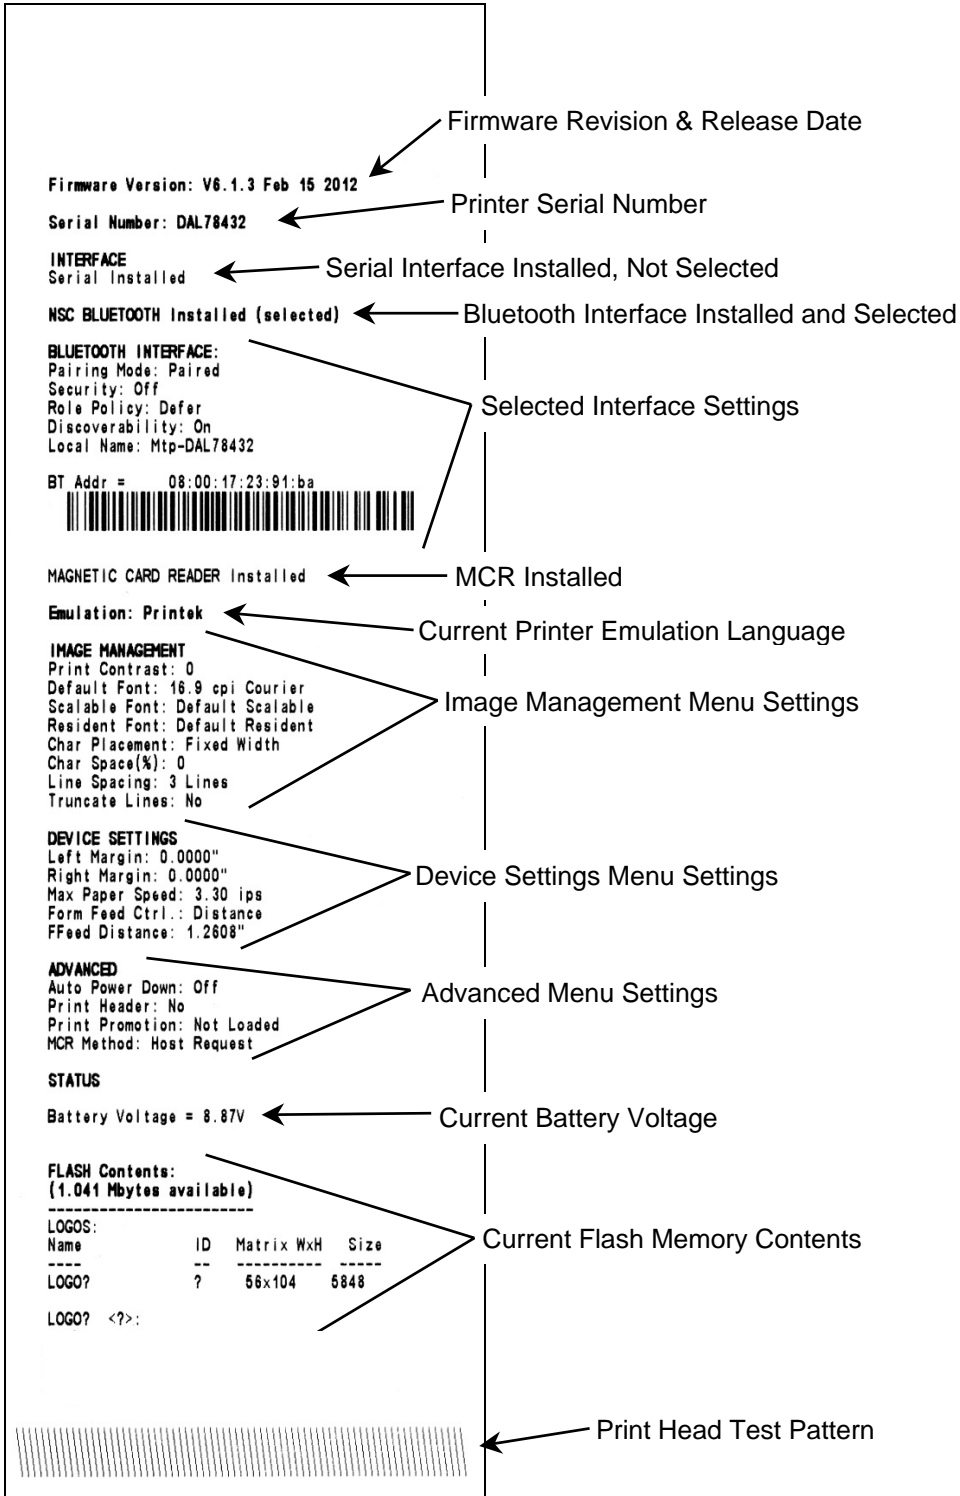 Firmware Revision & Release Date
Firmware Version: V6.1.3 Feb 15 2012
Printer Serial Number
Serial Number: DAL78432
INTERFACE
Serial Interface Installed, Not Selected
Serial Installed
NSC BLUETOOTH Installed (selected)
Bluetooth Interface Installed and Selected
BLUETOOTH INTERFACE:
Pairing Mode: Paired
Security: Off
Role Policy: Defer
Selected Interface Settings
Discoverability: On
Local Name: Mtp-DAL78432
BT Addr = 08:00:17:23:91:ba
MAGNETIC CARD READER Installed
MCR Installed
Emulation: Printek
Current Printer Emulation Language
IMAGE MANAGEMENT
Print Contrast: 0
Default Font: 16.9 cpi Courier
Scalable Font: Default Scalable
Image Management Menu Settings
Resident Font: Default Resident
Char Placement: Fixed Width
Char Space(%): 0
Line Spacing: 3 Lines
Truncate Lines: No
DEVICE SETTINGS
Left Margin: 0.0000"
Right Margin: 0.0000"
Device Settings Menu Settings
Max Paper Speed: 3.30 ips
Form Feed Ctrl.: Distance
FFeed Distance: 1.2608"
ADVANCED
Auto Power Down: Off
Advanced Menu Settings
Print Header: No
Print Promotion: Not Loaded
MCR Method: Host Request
STATUS
Battery Voltage = 8.87V
Current Battery Voltage
FLASH Contents:
(1.041 Mbytes available)
------------------------
LOGOS:
Name ID Matrix WxH Size
---- -- ---------- -----
Current Flash Memory Contents
LOGO? ? 56x104 5848
LOGO? <?>:
Print Head Test Pattern